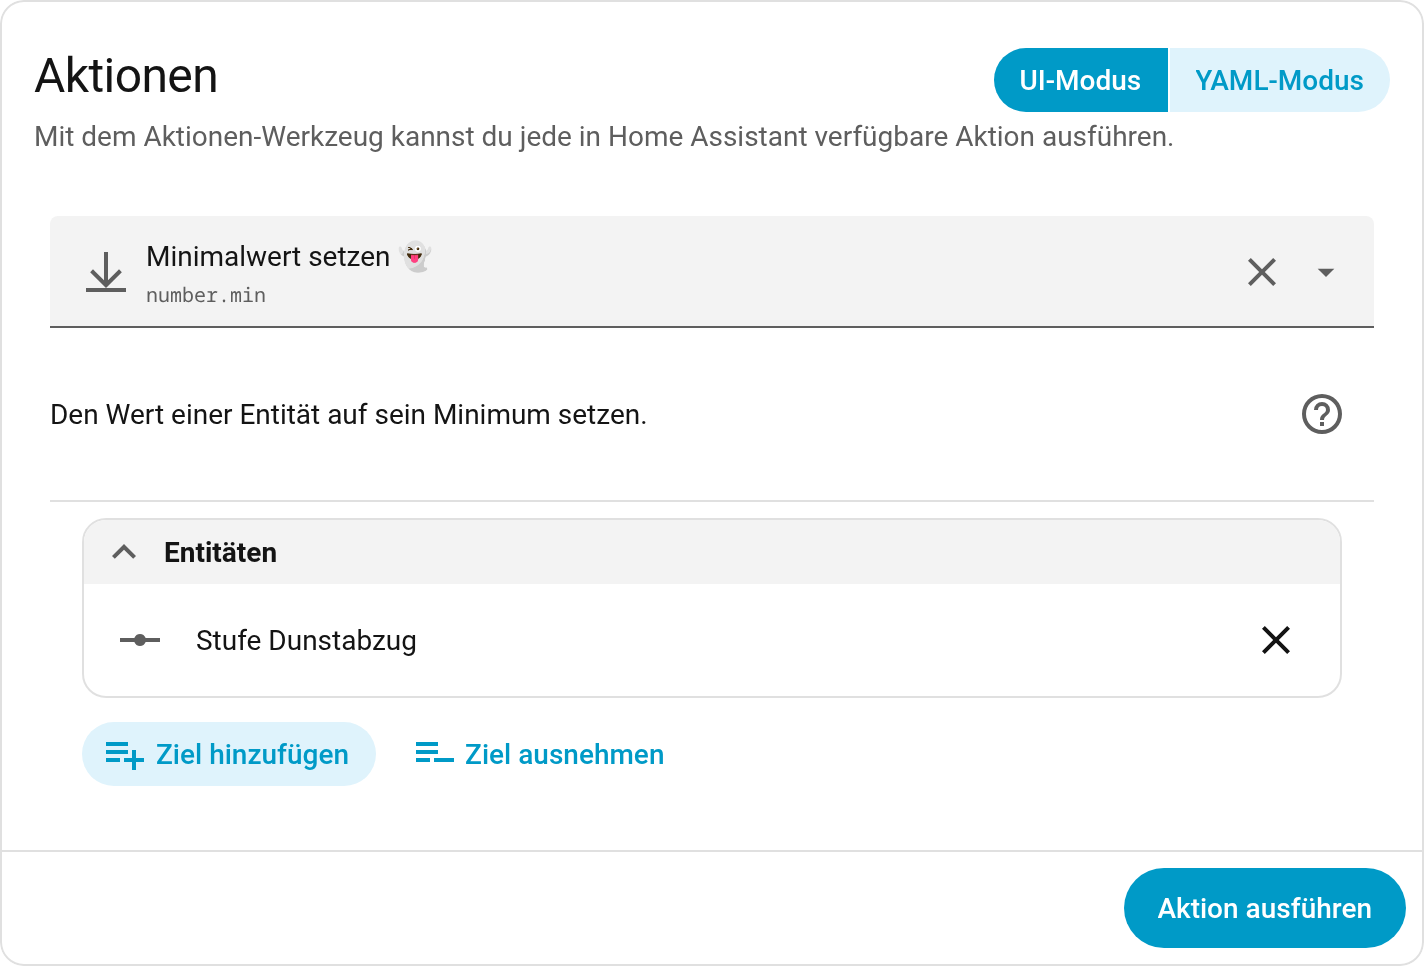 Aktionen
UI-Modus
YAML-Modus
Mit dem Aktionen-Werkzeug kannst du jede in Home Assistant verfügbare Aktion ausführen.
Minimalwert setzen 👻
number.min
Den Wert einer Entität auf sein Minimum setzen.
Entitäten
Stufe Dunstabzug
Ziel hinzufügen
Ziel ausnehmen
Aktion ausführen